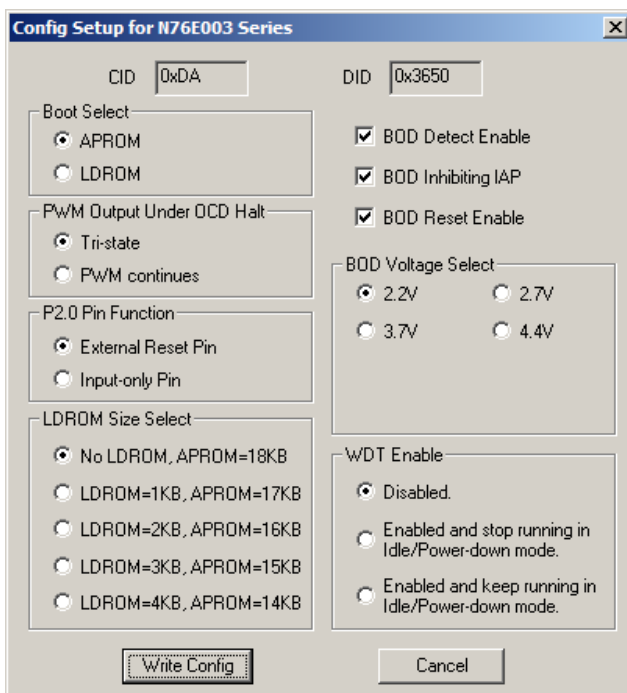 Config Setup for N76E003 Series
CID 0xDA
DID 0x3650
Boot Select
APROM
LDROM
PWM Output Under OCD Halt
Tri-state
PWM continues
P2.0 Pin Function
External Reset Pin
Input-only Pin
LDROM Size Select
No LDROM, APROM=18KB
LDROM=1KB, APROM=17KB
LDROM=2KB, APROM=16KB
LDROM=3KB, APROM=15KB
LDROM=4KB, APROM=14KB
BOD Detect Enable
BOD Inhibiting IAP
BOD Reset Enable
BOD Voltage Select
2.2V 2.7V
3.7V 4.4V
WDT Enable
Disabled.
Enabled and stop running in
Idle/Power-down mode.
Enabled and keep running in
Idle/Power-down mode.
Write Config
Cancel